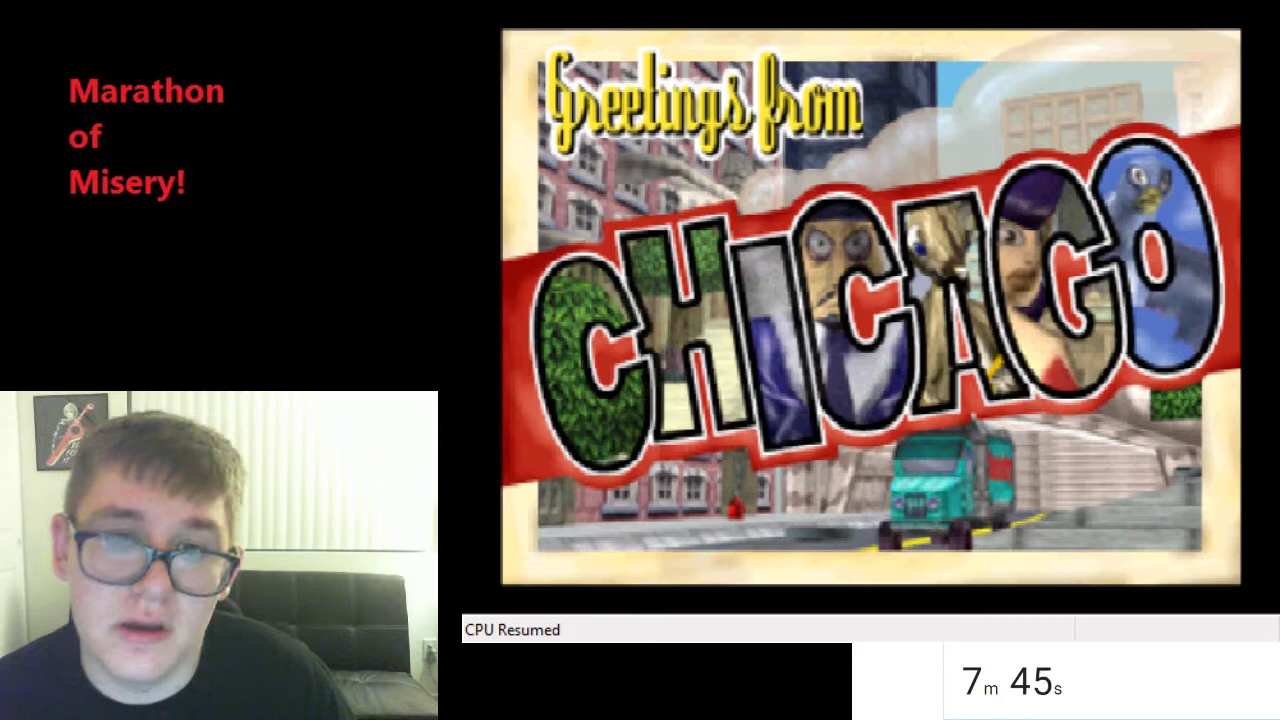 Marathon
of
Misery!
Greetings from
CHICAGO
CPU Resumed
7m 45s